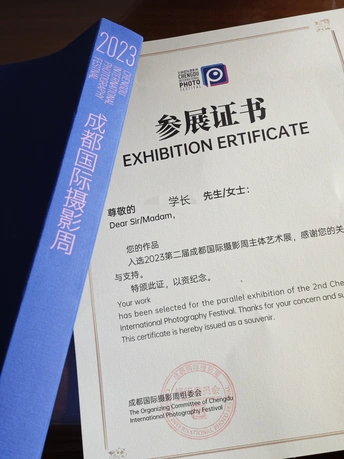 2023
CHENGDU
INTERNATIONAL
PHOTOGRAPHY
FESTIVAL
成都国际摄影周
CHENGDU
PHOTO
FESTIVAL
参展证书
EXHIBITION ERTIFICATE
尊敬的 学长 先生/女士：
Dear Sir/Madam,
您的作品
入选2023第二届成都国际摄影周主体艺术展，感谢您的关
与支持。
特颁此证，以资纪念。
Your work
has been selected for the parallel exhibition of the 2nd Che
International Photography Festival. Thanks for your concern and su
This certificate is hereby issued as a souvenir.
成都国际摄影周组委会
The Organizing Committee of Chengdu
International Photography Festival